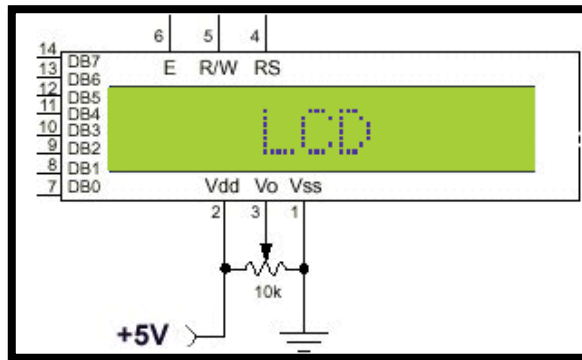 6 5 4
14 DB7 E R/W RS
13 DB6
12 DB5
11 DB4
10 DB3
9 DB2
LCD
8 DB1
7 DB0 Vdd Vo Vss
2 3 1
10k
+5V